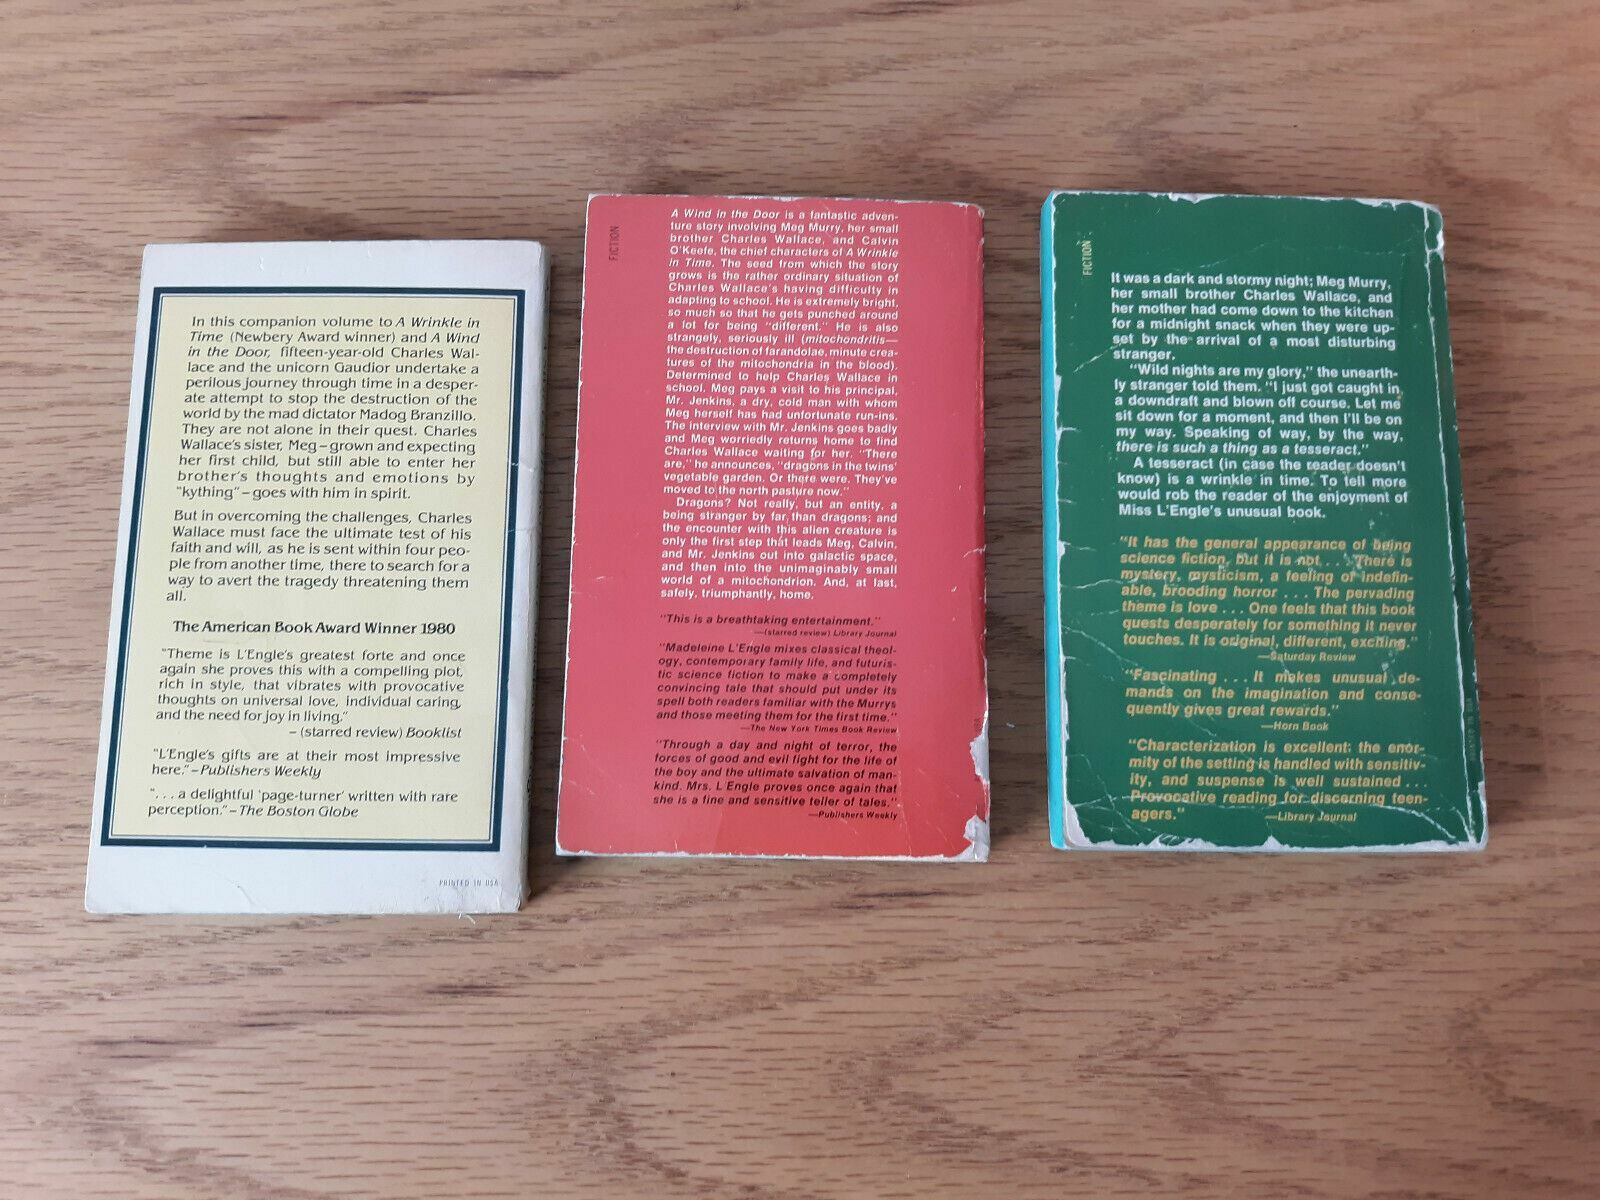 In this companion volume to A Wrinkle in
Time (Newbery Award winner) and A Wind
in the Door, fifteen-year-old Charles Wal-
lace and the unicorn Gaudior undertake a
perilous journey through time in a desper-
ate attempt to stop the destruction of the
world by the mad dictator Madog Branzillo.
They are not alone in their quest. Charles
Wallace's sister, Meg–grown and expecting
her first child, but still able to enter her
brother's thoughts and emotions by
"kything"–goes with him in spirit.
But in overcoming the challenges, Charles
Wallace must face the ultimate test of his
faith and will, as he is sent within four peo-
ple from another time, there to search for a
way to avert the tragedy threatening them
all.
The American Book Award Winner 1980
"Theme is L'Engle's greatest forte and once
again she proves this with a compelling plot,
rich in style, that vibrates with provocative
thoughts on universal love, individual caring,
and the need for joy in living."
– (starred review) Booklist
"L'Engle's gifts are at their most impressive
here."–Publishers Weekly
". . . a delightful 'page-turner' written with rare
perception."–The Boston Globe
PRINTED IN USA
FICTION
A Wind in the Door is a fantastic adven-
ture story involving Meg Murry, her small
brother Charles Wallace, and Calvin
O'Keefe, the chief characters of A Wrinkle
in Time. The seed from which the story
grows is the rather ordinary situation of
Charles Wallace's having difficulty in
adapting to school. He is extremely bright,
so much so that he gets punched around
a lot for being "different." He is also
strangely, seriously ill (mitochondritis—
the destruction of farandolae, minute crea-
tures of the mitochondria in the blood).
Determined to help Charles Wallace in
school, Meg pays a visit to his principal,
Mr. Jenkins, a dry, cold man with whom
Meg herself has had unfortunate run-ins.
The interview with Mr. Jenkins goes badly
and Meg worriedly returns home to find
Charles Wallace waiting for her. "There
are," he announces, "dragons in the twins'
vegetable garden. Or there were. They've
moved to the north pasture now."
Dragons? Not really, but an entity, a
being stranger by far than dragons; and
the encounter with this alien creature is
only the first step that leads Meg, Calvin,
and Mr. Jenkins out into galactic space,
and then into the unimaginably small
world of a mitochondrion. And, at last,
safely, triumphantly, home.
"This is a breathtaking entertainment."
—(starred review) Library Journal
"Madeleine L'Engle mixes classical theol-
ogy, contemporary family life, and futuris-
tic science fiction to make a completely
convincing tale that should put under its
spell both readers familiar with the Murrys
and those meeting them for the first time."
—The New York Times Book Review
"Through a day and night of terror, the
forces of good and evil fight for the life of
the boy and the ultimate salvation of man-
kind. Mrs. L'Engle proves once again that
she is a fine and sensitive teller of tales."
—Publishers Weekly
FICTION
It was a dark and stormy night; Meg Murry,
her small brother Charles Wallace, and
her mother had come down to the kitchen
for a midnight snack when they were up-
set by the arrival of a most disturbing
stranger.
"Wild nights are my glory," the unearth-
ly stranger told them. "I just got caught in
a downdraft and blown off course. Let me
sit down for a moment, and then I'll be on
my way. Speaking of way, by the way,
there is such a thing as a tesseract."
A tesseract (in case the reader doesn't
know) is a wrinkle in time. To tell more
would rob the reader of the enjoyment of
Miss L'Engle's unusual book.
"It has the general appearance of being
science fiction, but it is not . . . There is
mystery, mysticism, a feeling of indefin-
able, brooding horror . . . The pervading
theme is love . . . One feels that this book
quests desperately for something it never
touches. It is original, different, exciting."
—Saturday Review
"Fascinating . . . It makes unusual de-
mands on the imagination and conse-
quently gives great rewards."
—Horn Book
"Characterization is excellent: the enor-
mity of the setting is handled with sensitiv-
ity, and suspense is well sustained . . .
Provocative reading for discerning teen-
agers."
—Library Journal
PRINTED IN USA